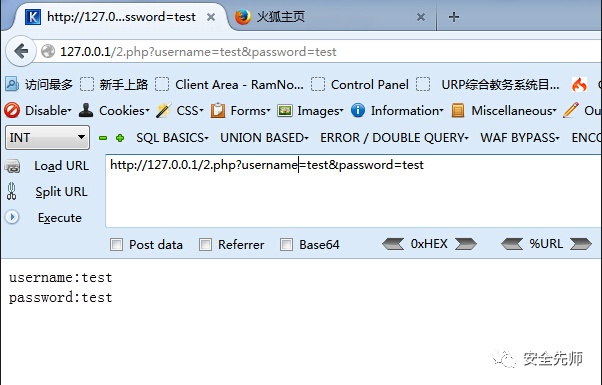 http://127.0...ssword=test
火狐主页
127.0.0.1/2.php?username=test&password=test
访问最多 新手上路 Client Area - RamNo... Control Panel URP综合教务系统目...
Disable Cookies CSS Forms Images Information Miscellaneous
INT SQL BASICS UNION BASED ERROR / DOUBLE QUERY WAF BYPASS
Load URL http://127.0.0.1/2.php?username=test&password=test
Split URL
Execute
Post data Referrer Base64 0xHEX %URL
username:test
password:test
安全先师